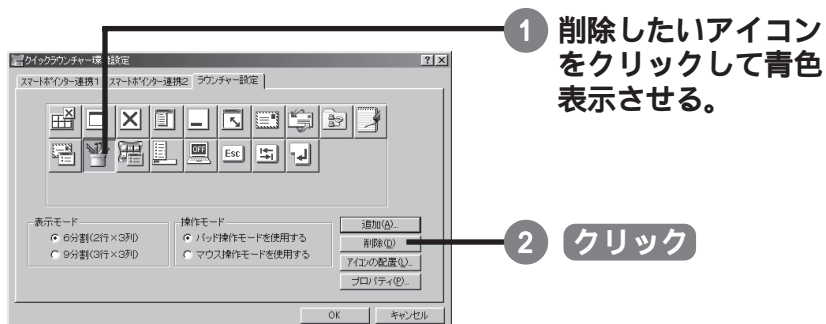 1 削除したいアイコン
をクリックして青色
表示させる。
クイックラウンチャー環境設定
スマートポインター連携1 スマートポインター連携2 ラウンチャー設定
OFF Esc
表示モード
6分割(2行×3列)
9分割(3行×3列)
操作モード
パッド操作モードを使用する
マウス操作モードを使用する
追加(A)...
削除(D)
アイコンの配置(L)...
プロパティ(P)...
2 クリック
OK キャンセル